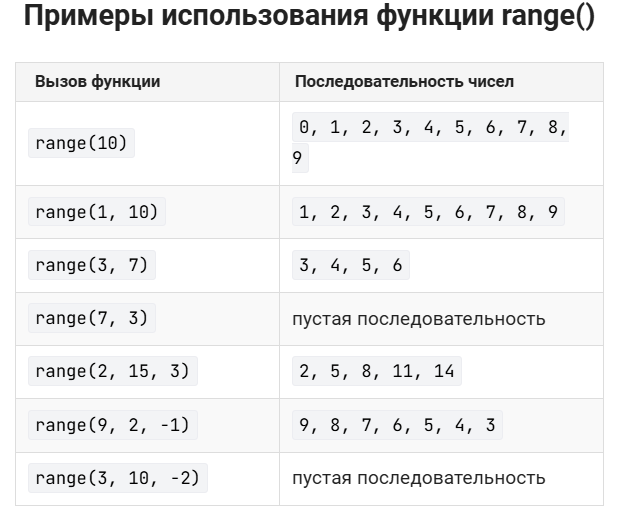 Примеры использования функции range()
Вызов функции
Последовательность чисел
range(10)
0, 1, 2, 3, 4, 5, 6, 7, 8,
9
range(1, 10)
1, 2, 3, 4, 5, 6, 7, 8, 9
range(3, 7)
3, 4, 5, 6
range(7, 3)
пустая последовательность
range(2, 15, 3)
2, 5, 8, 11, 14
range(9, 2, -1)
9, 8, 7, 6, 5, 4, 3
range(3, 10, -2)
пустая последовательность